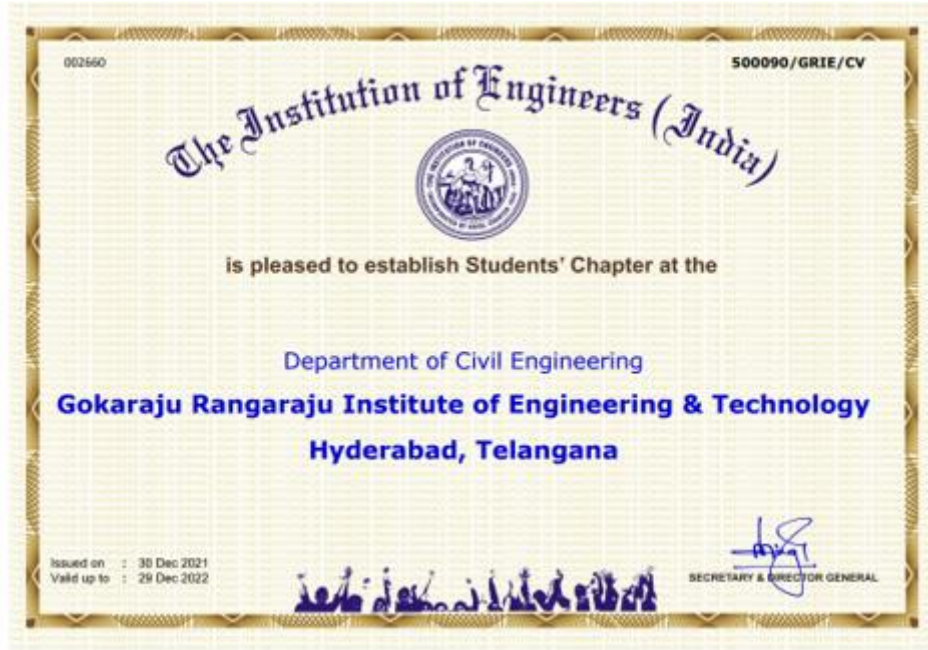 002660
500090/GRIE/CV
The Institution of Engineers (India)
is pleased to establish Students' Chapter at the
Department of Civil Engineering
Gokaraju Rangaraju Institute of Engineering & Technology
Hyderabad, Telangana
Issued on : 30 Dec 2021
Valid up to : 29 Dec 2022
SECRETARY & DIRECTOR GENERAL